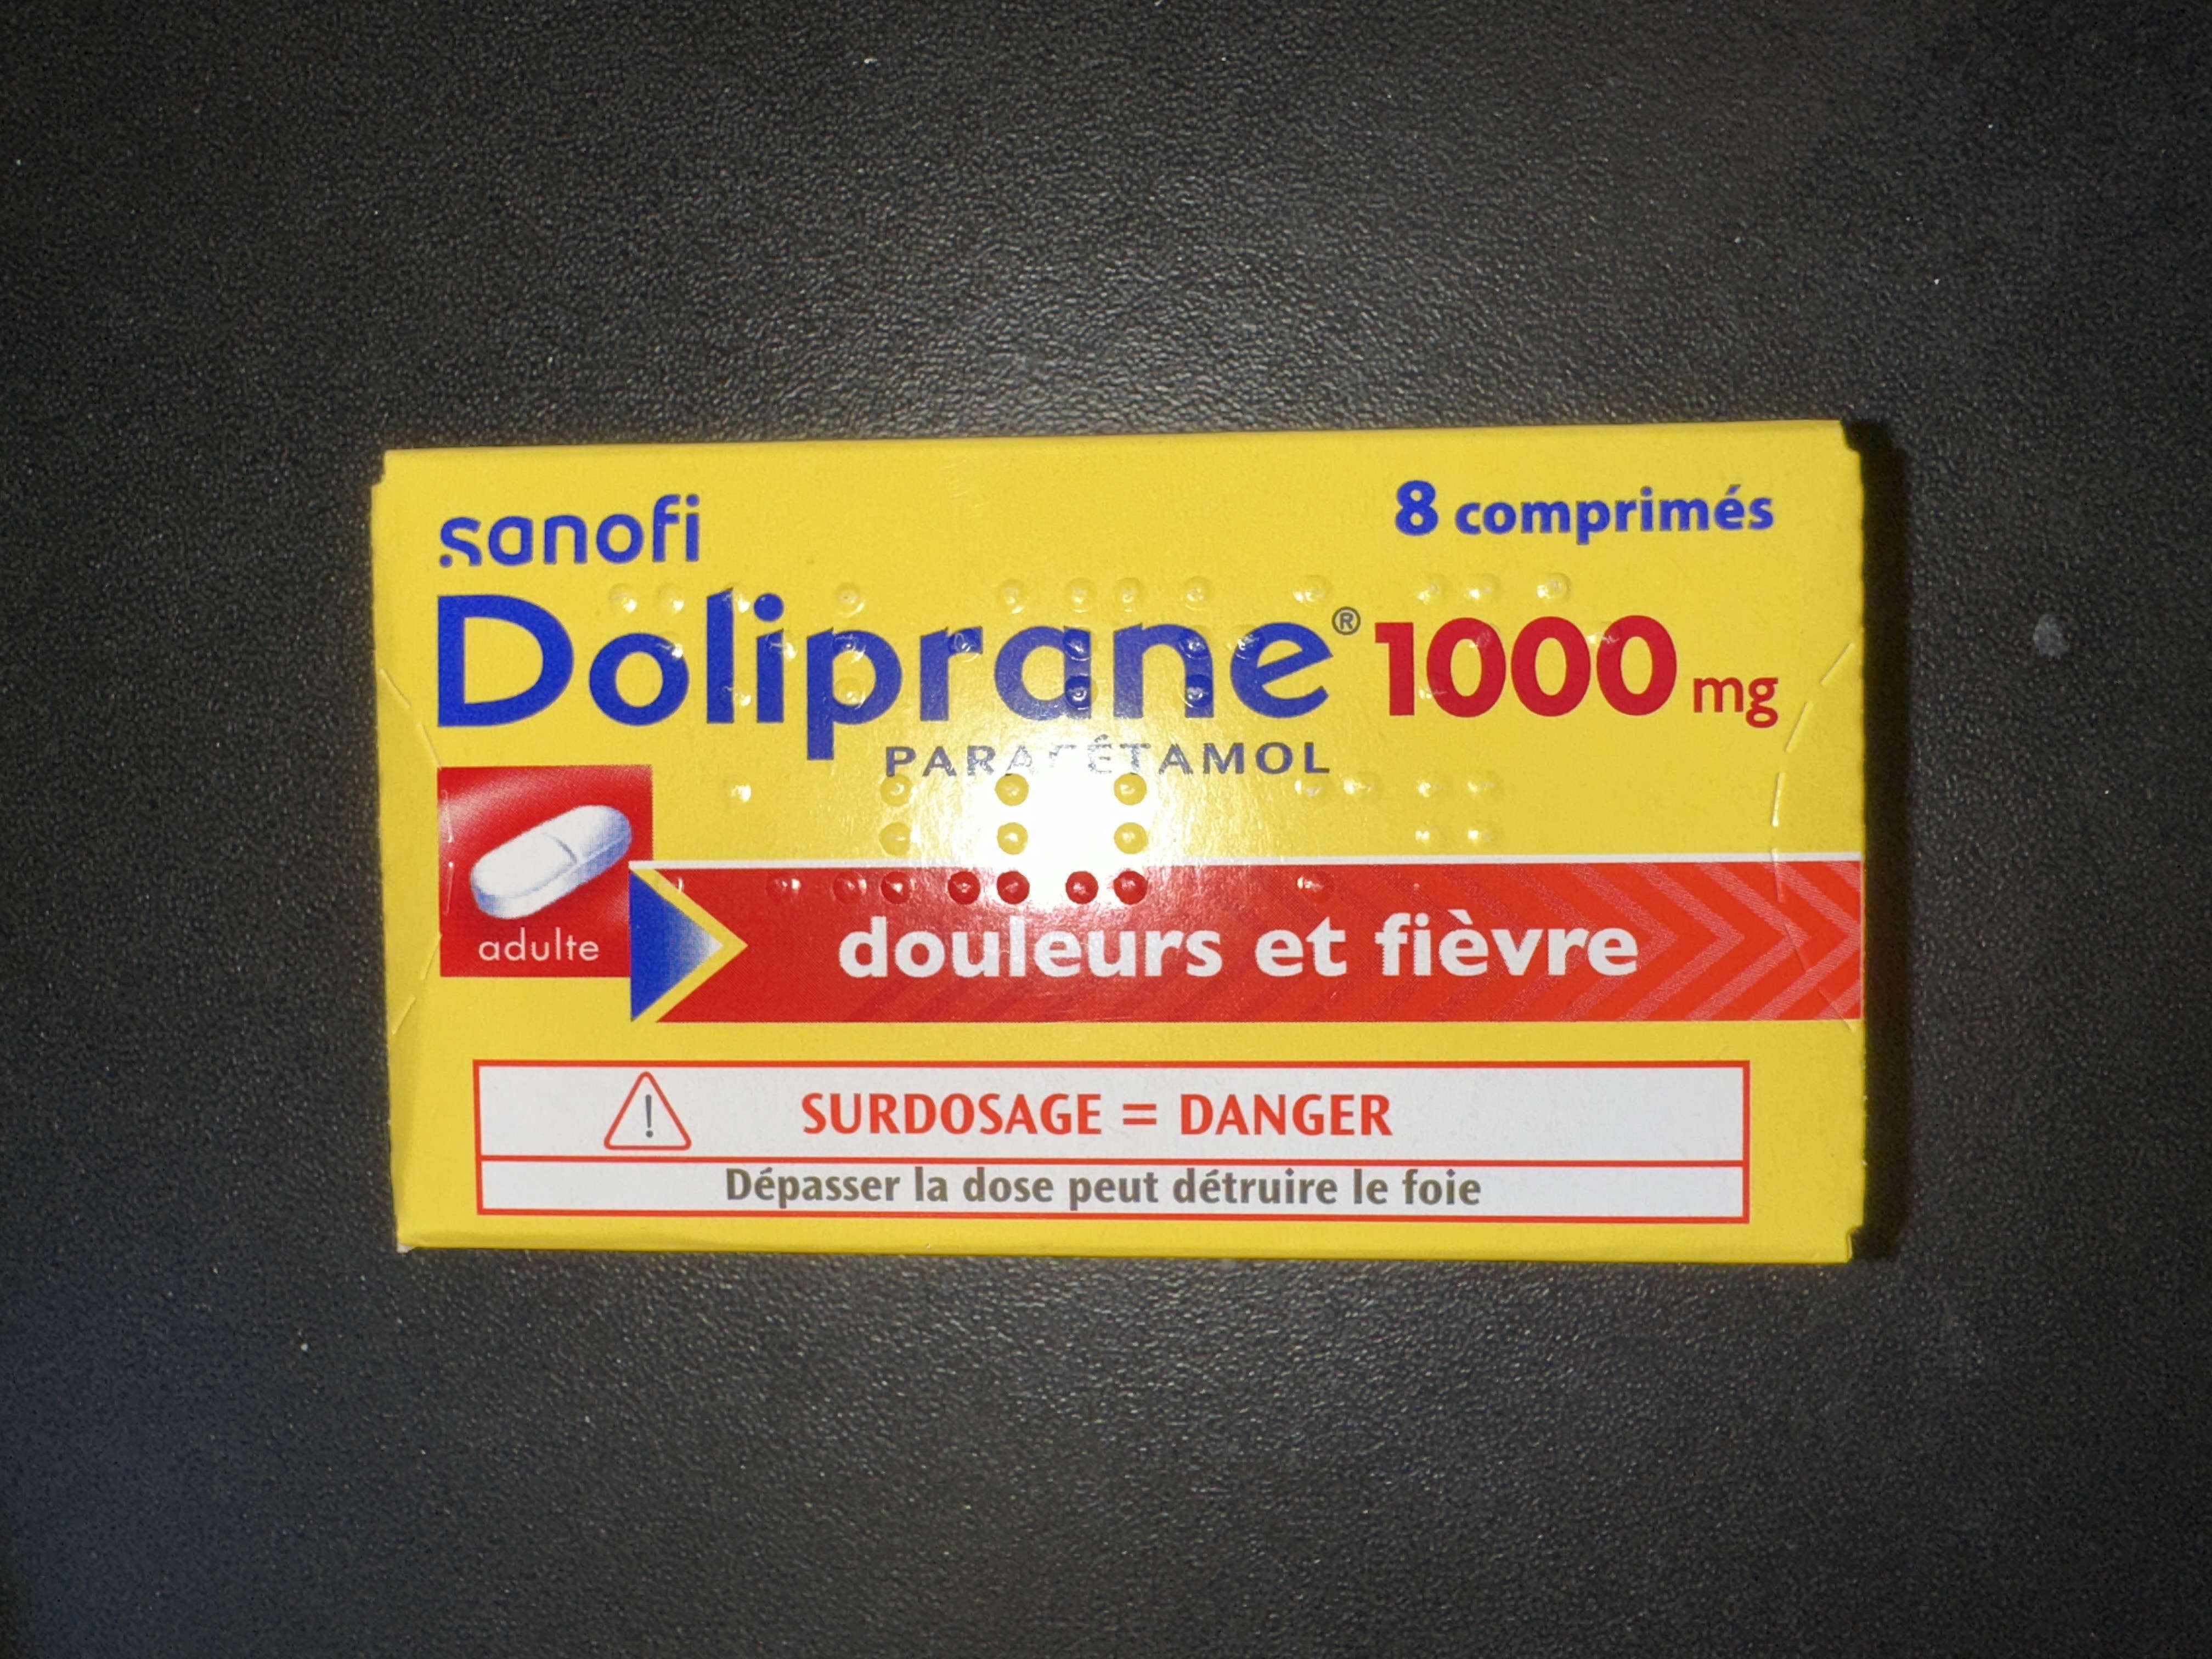 sanofi
8 comprimés
Doliprane® 1000 mg
PARACÉTAMOL
adulte
douleurs et fièvre
!
SURDOSAGE = DANGER
Dépasser la dose peut détruire le foie